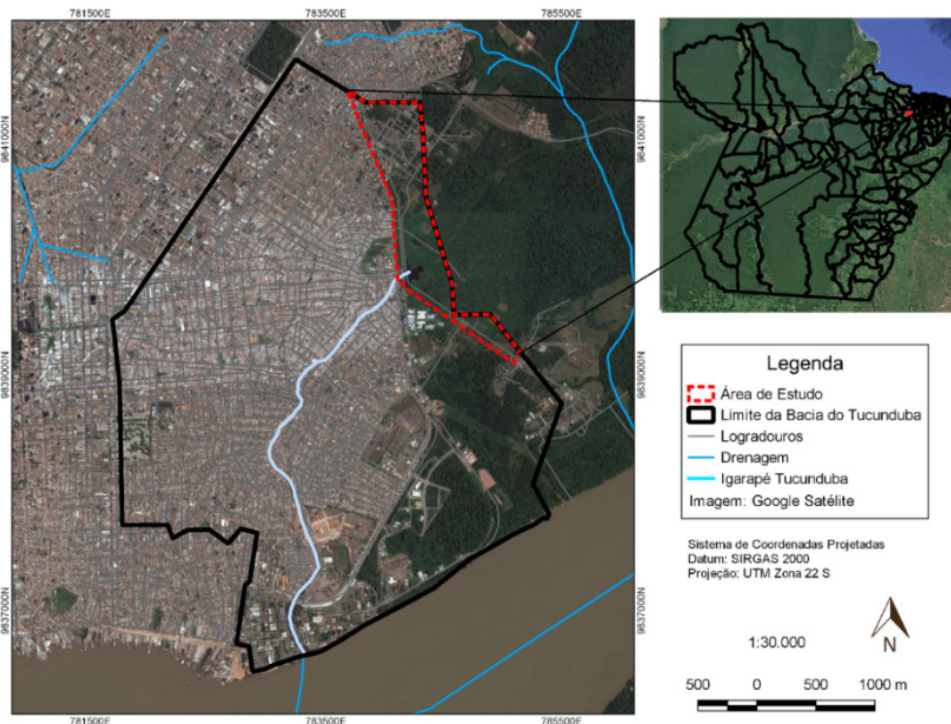 781500E
783500E
785500E
9841000N
9841000N
9839000N
9839000N
9837000N
9837000N
781500E
783500E
785500E
Legenda
Área de Estudo
Limite da Bacia do Tucunduba
Logradouros
Drenagem
Igarapé Tucunduba
Imagem: Google Satélite
Sistema de Coordenadas Projetadas
Datum: SIRGAS 2000
Projeção: UTM Zona 22 S
1:30.000
N
500 0 500 1000 m